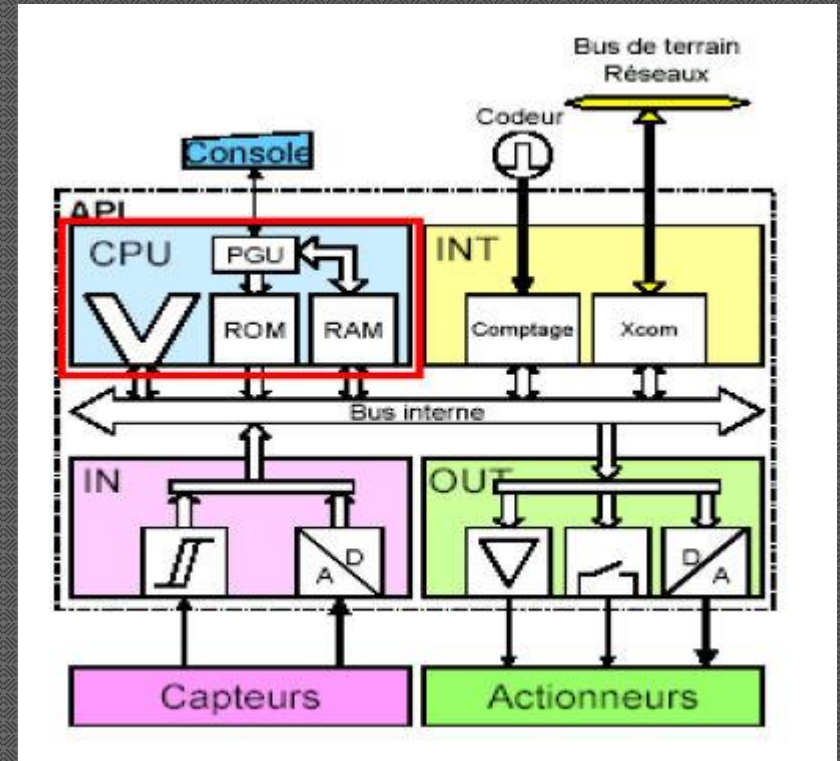 Bus de terrain
Réseaux
Codeur
Console
API
CPU
PGU
ROM
RAM
INT
Comptage
Xcom
Bus interne
IN
A
D
OUT
D
A
Capteurs
Actionneurs